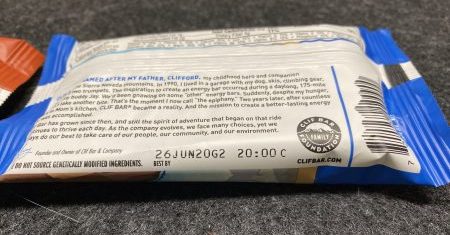 AMED AFTER MY FATHER, CLIFFORD, my childhood hero and companion
Sierra Nevada mountains. In 1990, I lived in a garage with my dog, skis, climbing gear,
two trumpets. The inspiration to create an energy bar occurred during a daylong, 175-mile
buddy Jay. We'd been gnawing on some "other" energy bars. Suddenly, despite my hunger,
take another bite. That's the moment I now call "the epiphany." Two years later, after countless
kitchen, CLIF BAR® became a reality. And the mission to create a better-tasting energy
accomplished.
has grown since then, and still the spirit of adventure that began on that ride
to thrive each day. As the company evolves, we face many choices, yet we
do our best to take care of our people, our community, and our environment.
Founder and Owner of Clif Bar & Company
DO NOT SOURCE GENETICALLY MODIFIED INGREDIENTS.
26JUN20G2 20:00 C
BEST BY
CLIF BAR
FAMILY
FOUNDATION
CLIFBAR.COM
7